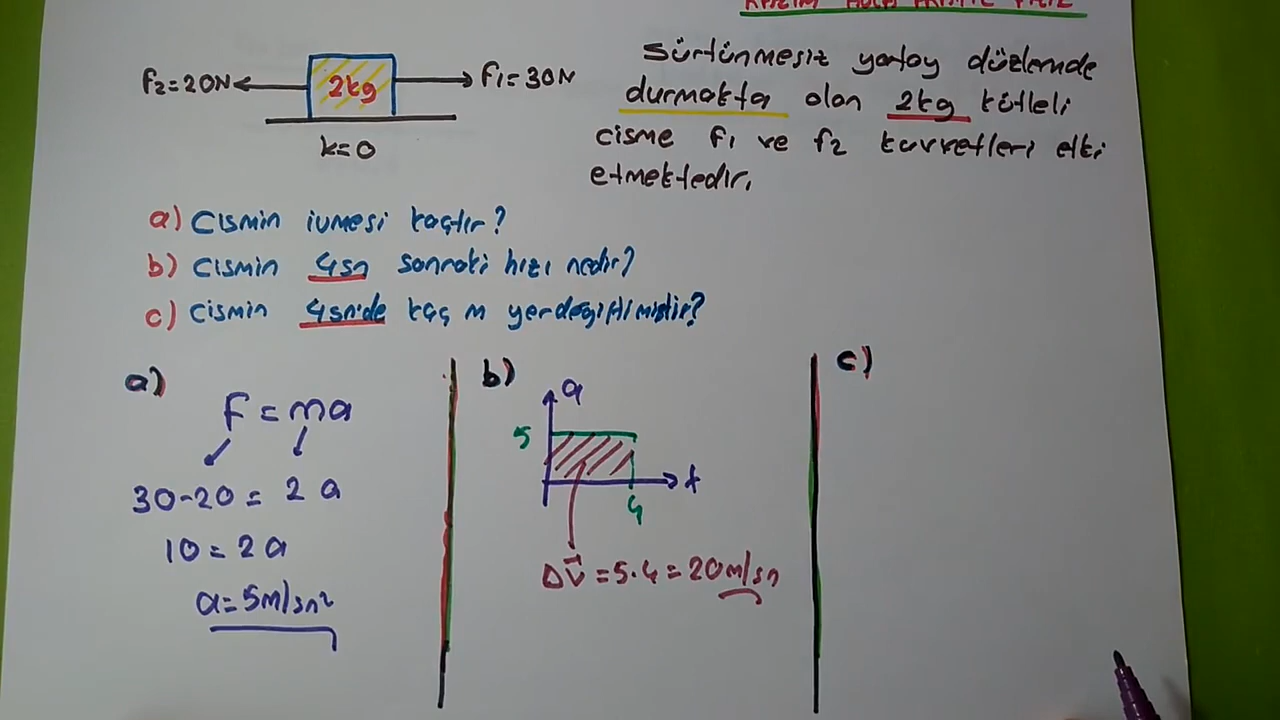 F2=20N
2kg
F1=30N
k=0
Sürtünmesiz yatay düzlemde
durmakta olan 2kg kütleli
cisme F1 ve F2 kuvvetleri etki
etmektedir.
a) Cismin ivmesi kaçtır?
b) Cismin 4sn sonraki hızı nedir?
c) Cismin 4sn'de kaç m yerdeğiştirmiştir?
a)
F = ma
30-20 = 2 a
10 = 2 a
a = 5m/sn²
b)
a
5
t
4
ΔV⃗ = 5.4 = 20m/sn
c)